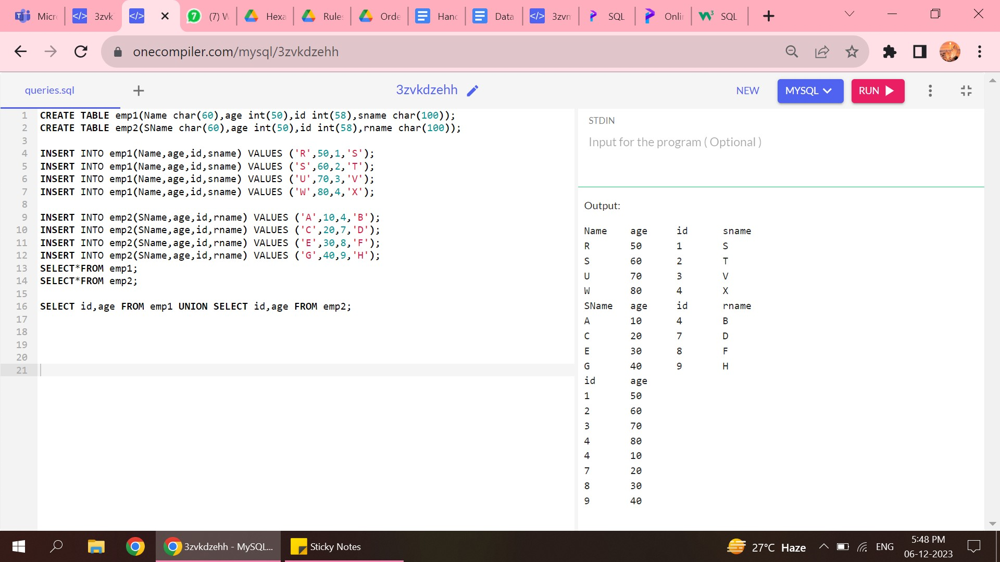 Micr 3zvk (7) W Hexa Rules Orde Hand Data 3zvm SQL Onli SQL
onecompiler.com/mysql/3zvkdzehh
queries.sql + 3zvkdzehh NEW MYSQL RUN
1 CREATE TABLE emp1(Name char(60),age int(50),id int(58),sname char(100));
2 CREATE TABLE emp2(SName char(60),age int(50),id int(58),rname char(100));
3
4 INSERT INTO emp1(Name,age,id,sname) VALUES ('R',50,1,'S');
5 INSERT INTO emp1(Name,age,id,sname) VALUES ('S',60,2,'T');
6 INSERT INTO emp1(Name,age,id,sname) VALUES ('U',70,3,'V');
7 INSERT INTO emp1(Name,age,id,sname) VALUES ('W',80,4,'X');
8
9 INSERT INTO emp2(SName,age,id,rname) VALUES ('A',10,4,'B');
10 INSERT INTO emp2(SName,age,id,rname) VALUES ('C',20,7,'D');
11 INSERT INTO emp2(SName,age,id,rname) VALUES ('E',30,8,'F');
12 INSERT INTO emp2(SName,age,id,rname) VALUES ('G',40,9,'H');
13 SELECT*FROM emp1;
14 SELECT*FROM emp2;
15
16 SELECT id,age FROM emp1 UNION SELECT id,age FROM emp2;
17
18
19
20
21
STDIN
Input for the program ( Optional )
Output:
Name age id sname
R 50 1 S
S 60 2 T
U 70 3 V
W 80 4 X
SName age id rname
A 10 4 B
C 20 7 D
E 30 8 F
G 40 9 H
id age
1 50
2 60
3 70
4 80
4 10
7 20
8 30
9 40
3zvkdzehh - MySQL... Sticky Notes 27°C Haze ENG 5:48 PM
06-12-2023